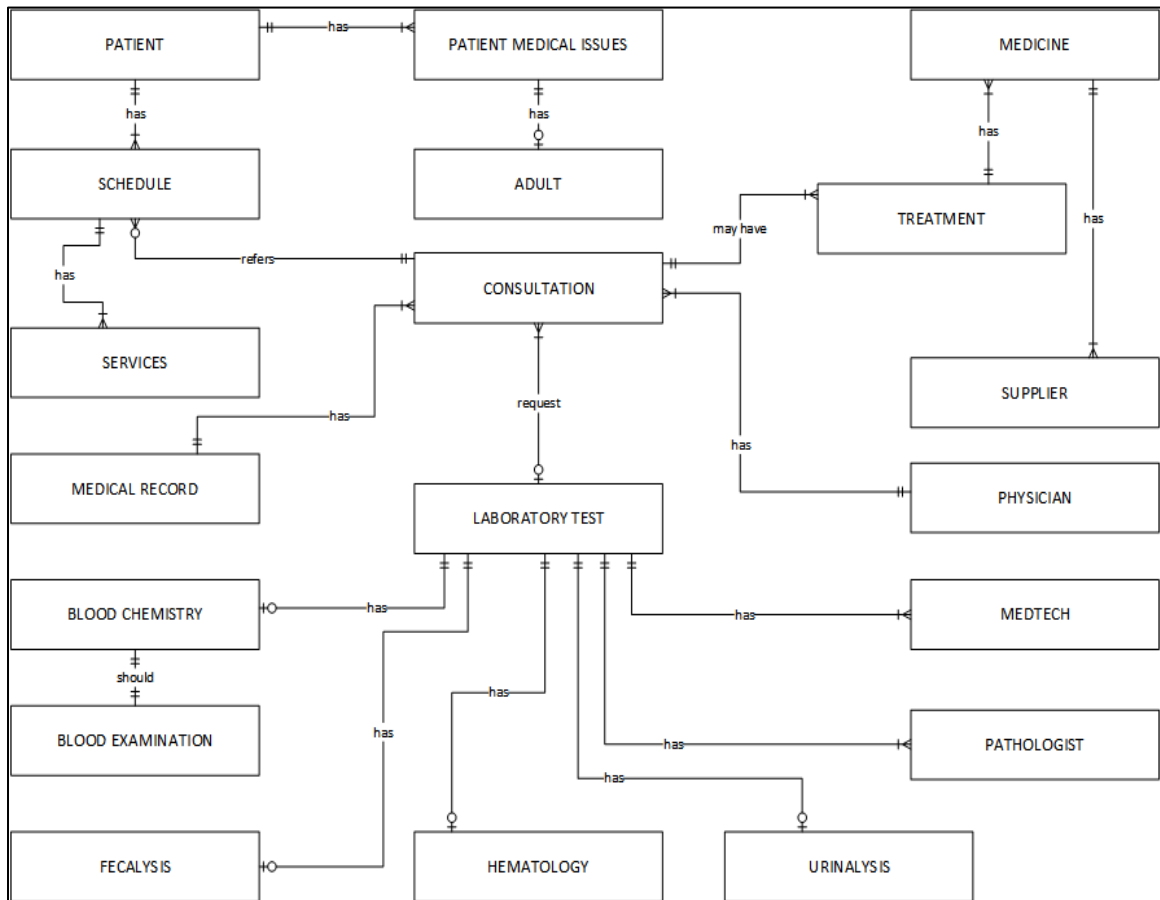 PATIENT
has
PATIENT MEDICAL ISSUES
MEDICINE
has
has
has
SCHEDULE
ADULT
TREATMENT
may have
has
refers
has
CONSULTATION
SERVICES
SUPPLIER
request
has
has
MEDICAL RECORD
PHYSICIAN
LABORATORY TEST
BLOOD CHEMISTRY
has
has
MEDTECH
should
has
BLOOD EXAMINATION
has
has
PATHOLOGIST
has
FECALYSIS
HEMATOLOGY
URINALYSIS